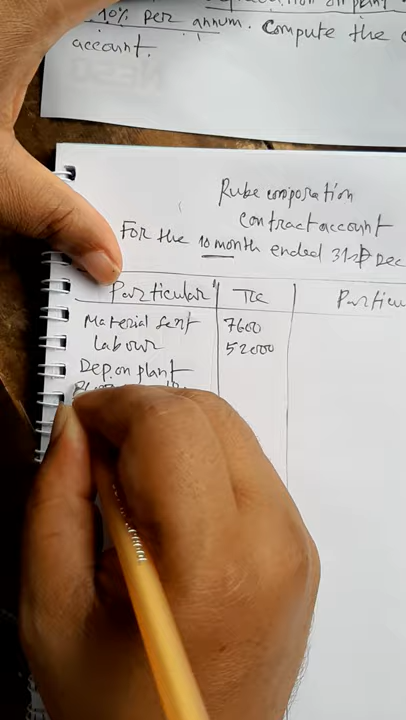 10% per annum. Compute the
account.
Rube corporation
contract account
For the 10 month ended 31st Dec
Particular Tk
Material sent 7600
Labour 52000
Dep. on plant